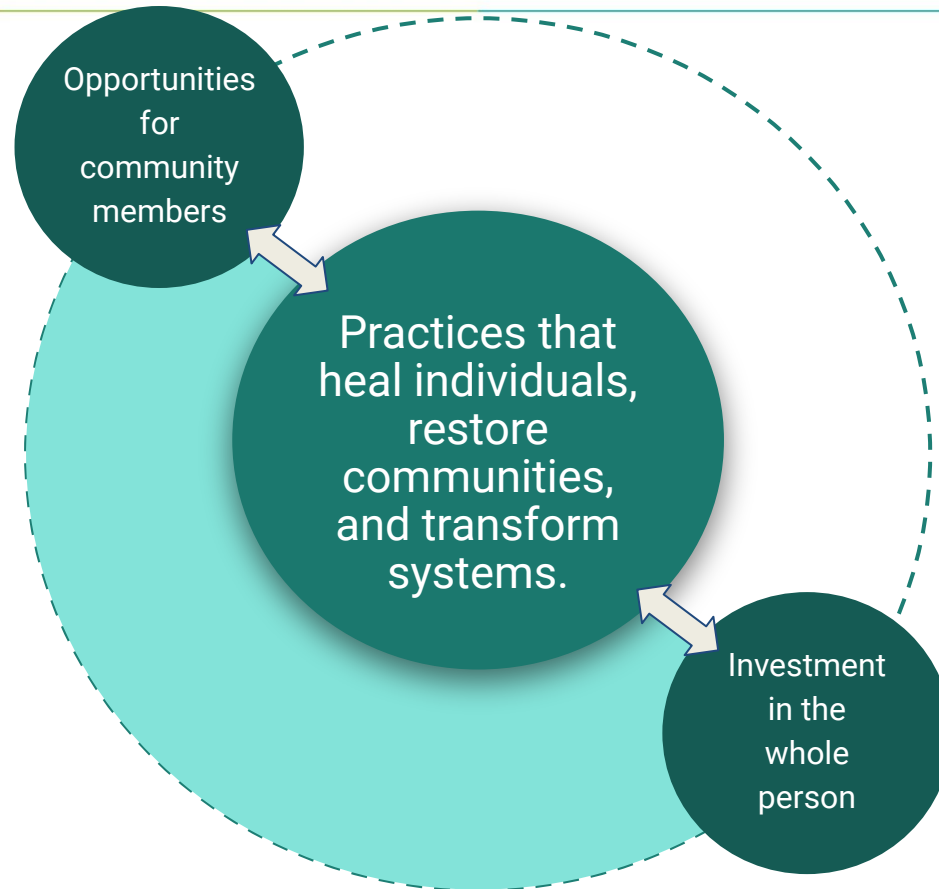 Opportunities
for
community
members
Practices that
heal individuals,
restore
communities,
and transform
systems.
Investment
in the
whole
person